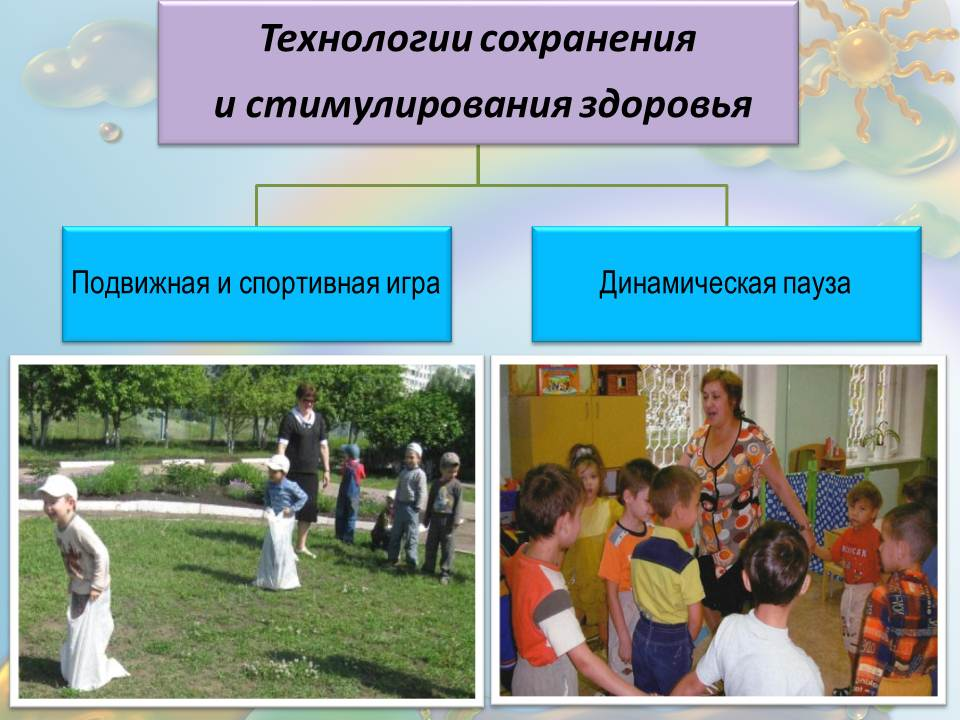 Технологии сохранения
и стимулирования здоровья
Подвижная и спортивная игра
Динамическая пауза